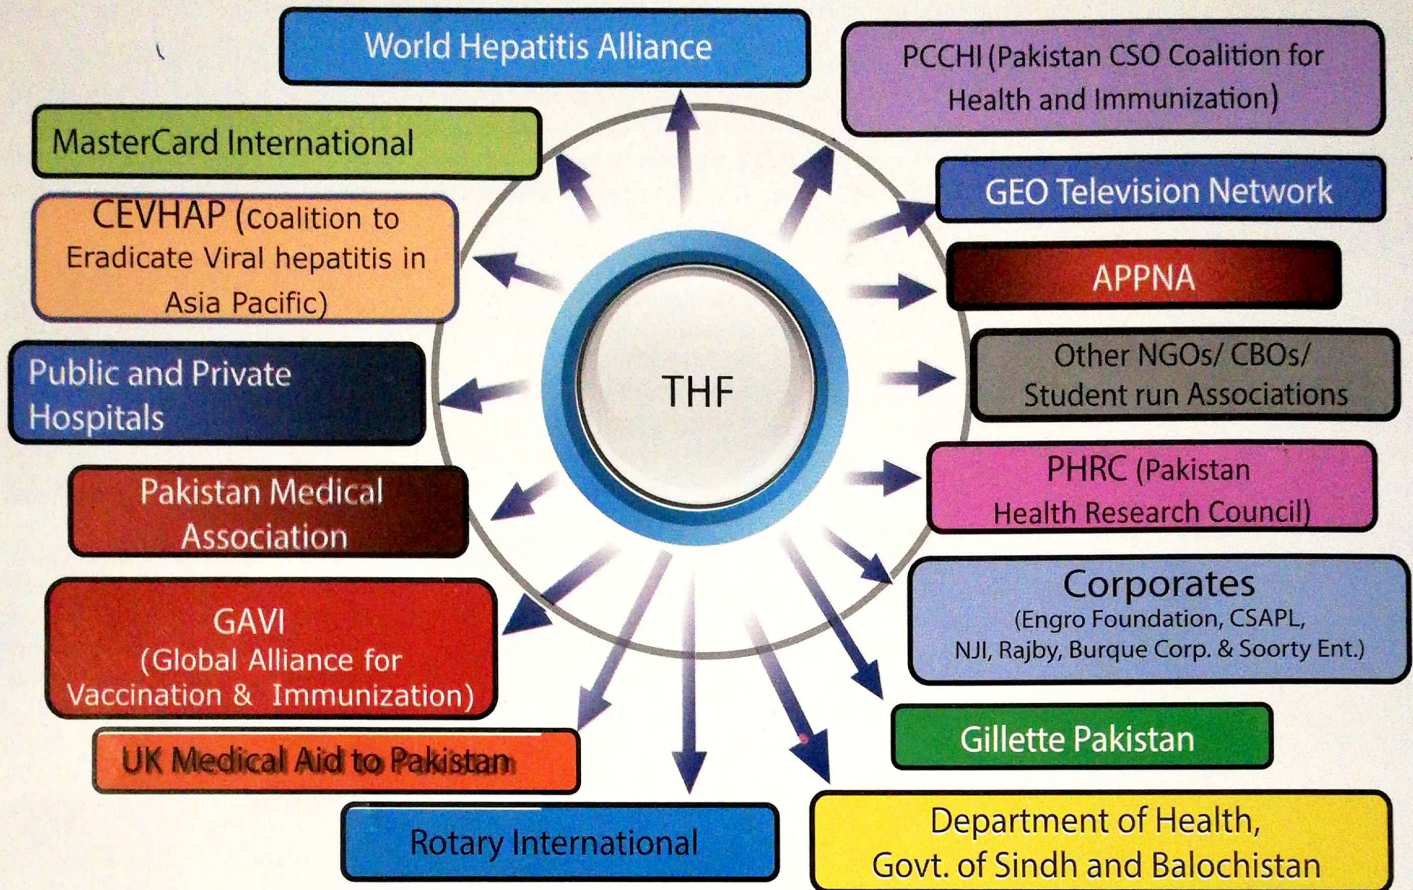 World Hepatitis Alliance
PCCHI (Pakistan CSO Coalition for
Health and Immunization)
MasterCard International
GEO Television Network
CEVHAP (Coalition to
Eradicate Viral hepatitis in
Asia Pacific)
APPNA
Public and Private
Hospitals
THF
Other NGOs/ CBOs/
Student run Associations
Pakistan Medical
Association
PHRC (Pakistan
Health Research Council)
GAVI
(Global Alliance for
Vaccination & Immunization)
Corporates
(Engro Foundation, CSAPL,
NJI, Rajby, Burque Corp. & Soorty Ent.)
UK Medical Aid to Pakistan
Gillette Pakistan
Rotary International
Department of Health,
Govt. of Sindh and Balochistan